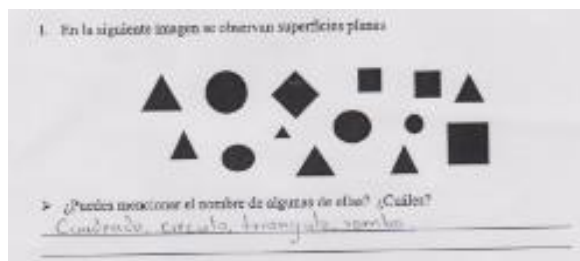 1. En la siguiente imagen se observan superficies planas
➤ ¿Puedes mencionar el nombre de algunas de ellas? ¿Cuáles?
Cuadrado, circulo, triangulo, rombo.